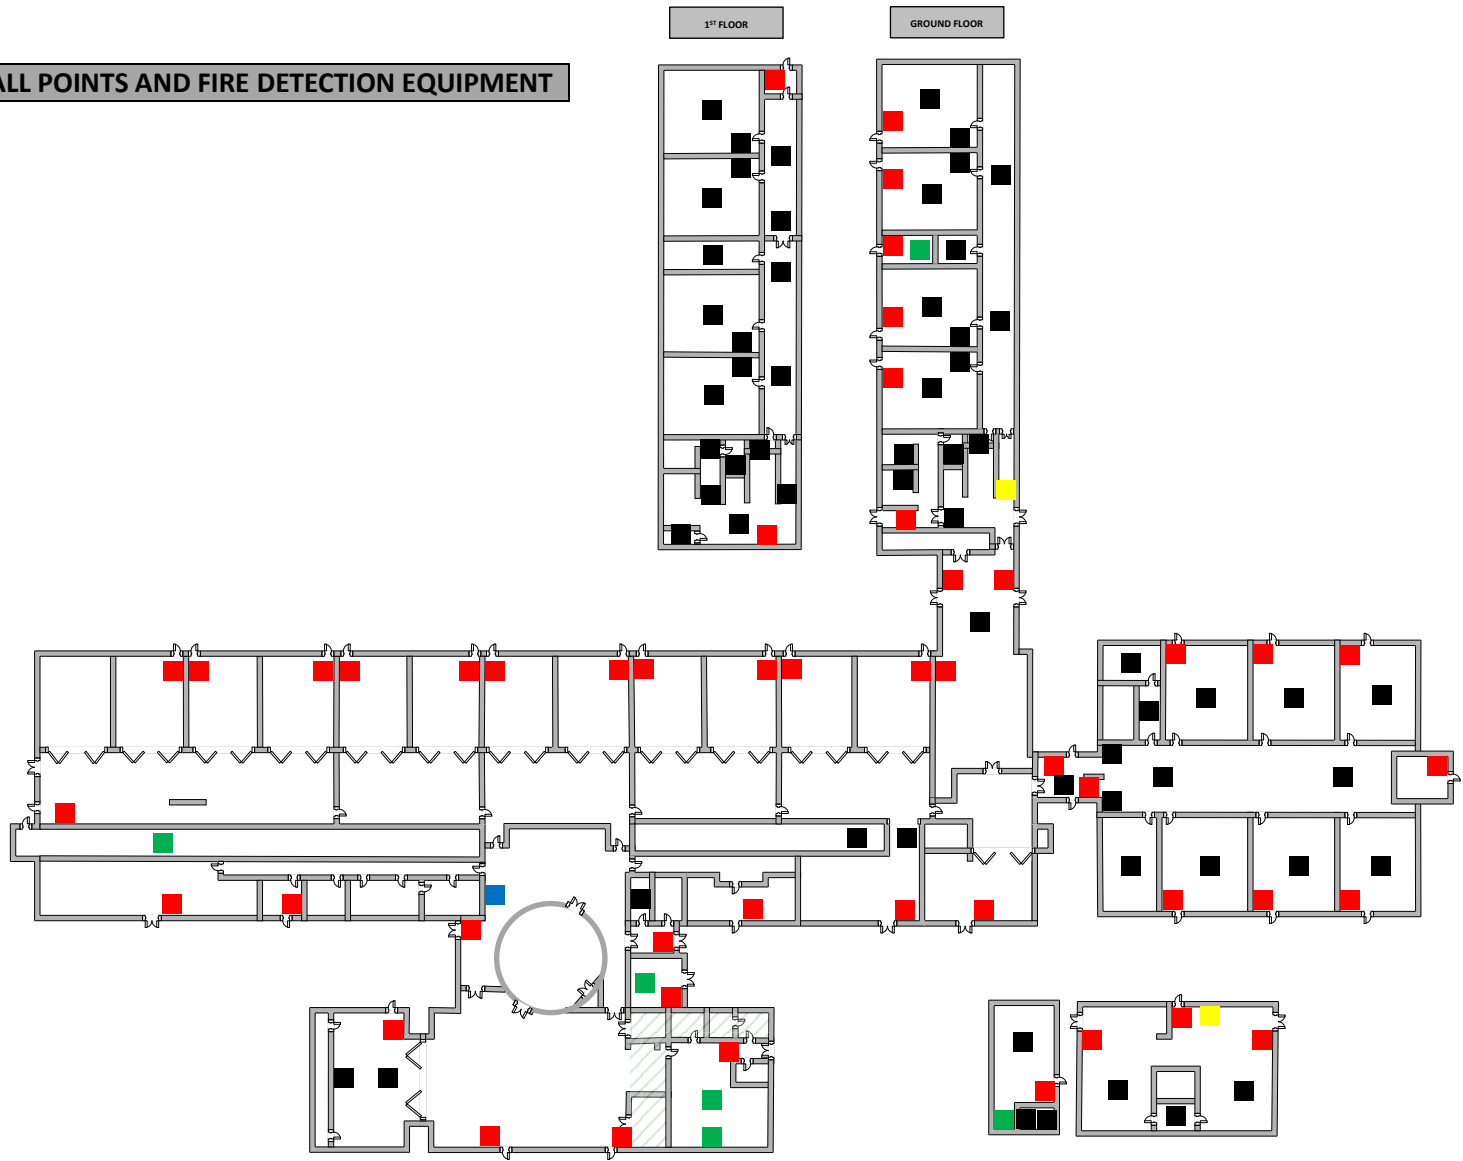 1ST FLOOR
GROUND FLOOR
ALL POINTS AND FIRE DETECTION EQUIPMENT